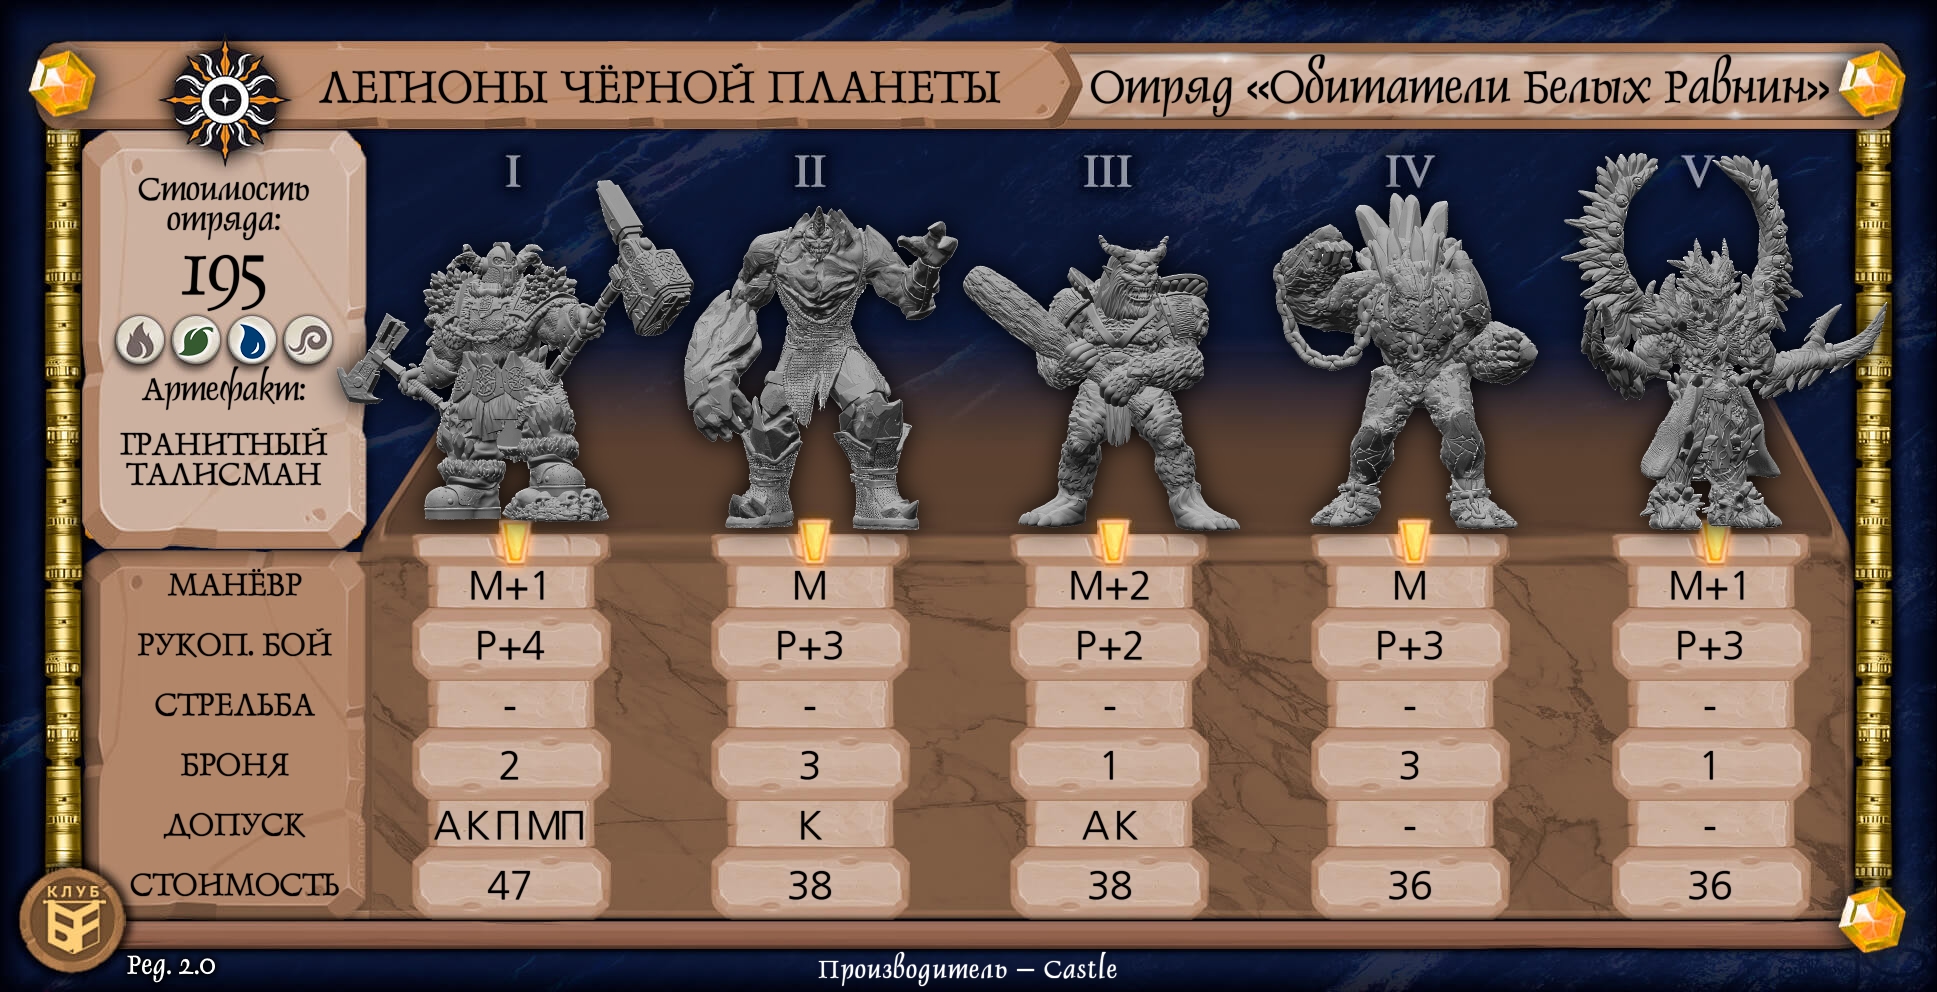 ЛЕГИОНЫ ЧЁРНОЙ ПЛАНЕТЫ
Отряд «Обитатели Белых Равнин»
Стоимость
отряда:
195
Артефакт:
ГРАНИТНЫЙ
ТАЛИСМАН
I II III IV V
МАНЁВР М+1 М М+2 М М+1
РУКОП. БОЙ Р+4 Р+3 Р+2 Р+3 Р+3
СТРЕЛЬБА - - - - -
БРОНЯ 2 3 1 3 1
ДОПУСК А К П МП К А К - -
СТОИМОСТЬ 47 38 38 36 36
КЛУБ
Ред. 2.0
Производитель – Castle